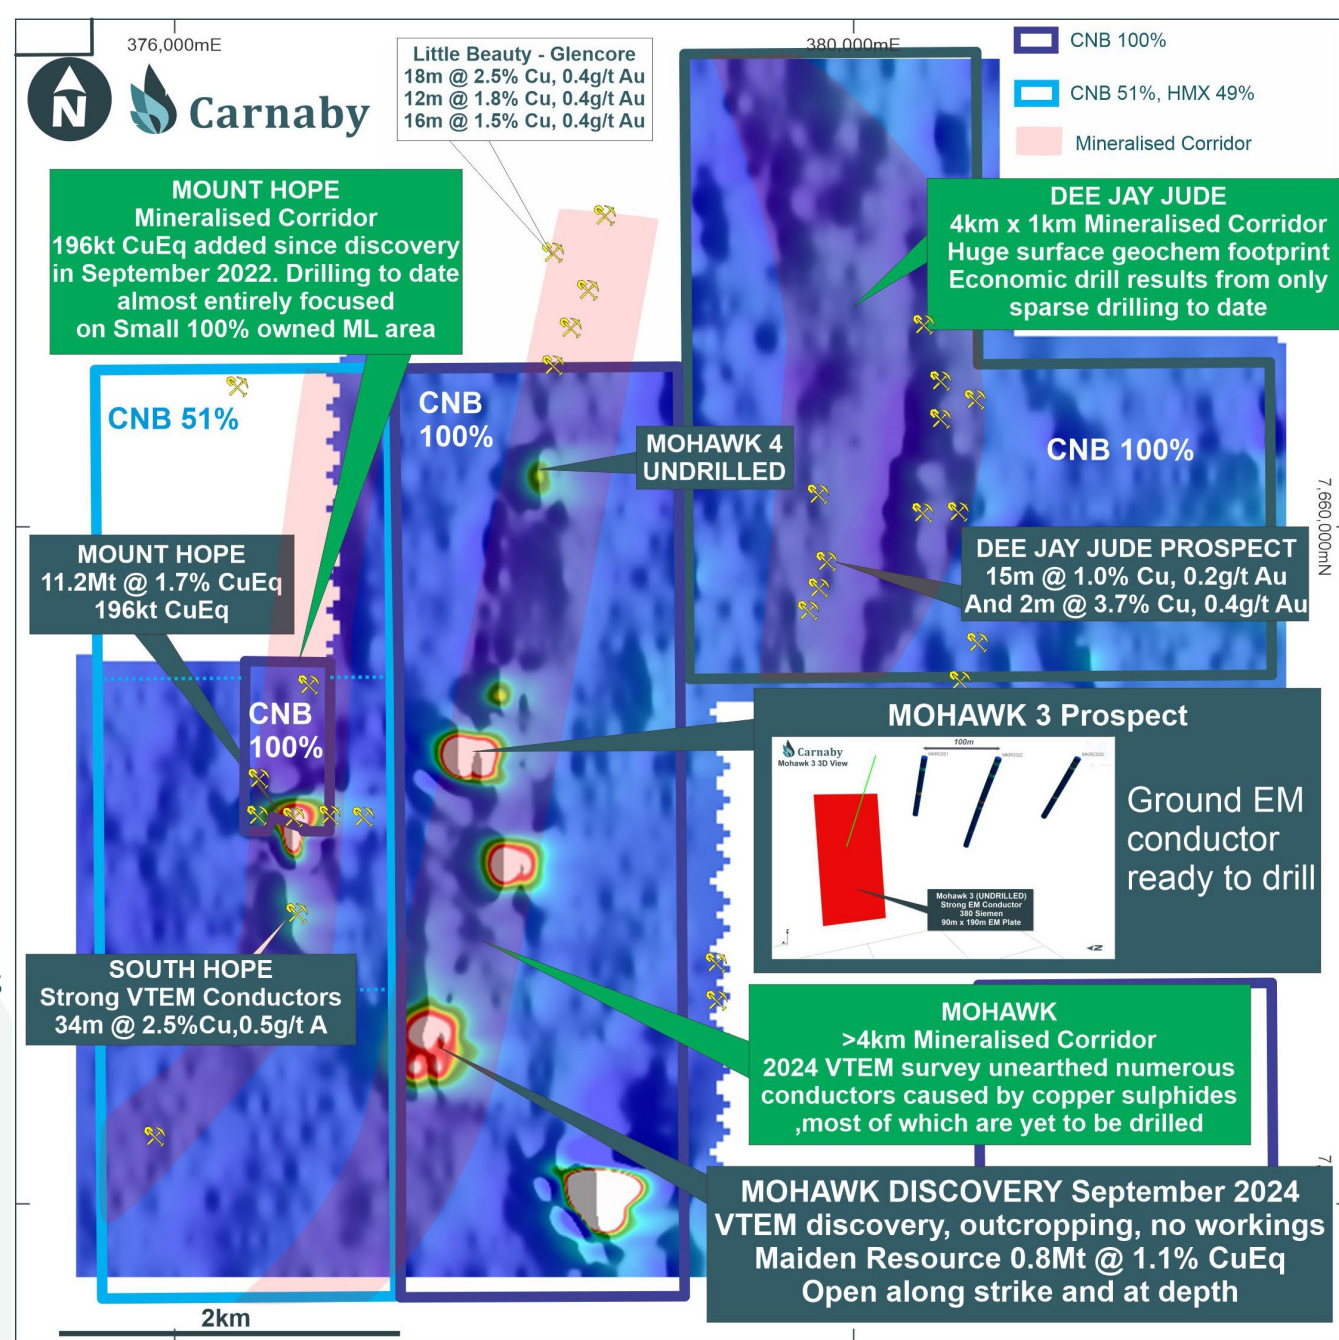 376,000mE
380,000mE
N
Carnaby
Little Beauty - Glencore
18m @ 2.5% Cu, 0.4g/t Au
12m @ 1.8% Cu, 0.4g/t Au
16m @ 1.5% Cu, 0.4g/t Au
CNB 100%
CNB 51%, HMX 49%
Mineralised Corridor
MOUNT HOPE
Mineralised Corridor
196kt CuEq added since discovery
in September 2022. Drilling to date
almost entirely focused
on Small 100% owned ML area
DEE JAY JUDE
4km x 1km Mineralised Corridor
Huge surface geochem footprint
Economic drill results from only
sparse drilling to date
CNB 51%
CNB
100%
MOHAWK 4
UNDRILLED
CNB 100%
7,660,000mN
MOUNT HOPE
11.2Mt @ 1.7% CuEq
196kt CuEq
DEE JAY JUDE PROSPECT
15m @ 1.0% Cu, 0.2g/t Au
And 2m @ 3.7% Cu, 0.4g/t Au
CNB
100%
MOHAWK 3 Prospect
Carnaby
Mohawk 3 3D View
100m
Mohawk 3 (UNDRILLED)
Strong EM Conductor
380 Siemen
90m x 190m EM Plate
N
Ground EM
conductor
ready to drill
SOUTH HOPE
Strong VTEM Conductors
34m @ 2.5%Cu,0.5g/t A
MOHAWK
>4km Mineralised Corridor
2024 VTEM survey unearthed numerous
conductors caused by copper sulphides
,most of which are yet to be drilled
MOHAWK DISCOVERY September 2024
VTEM discovery, outcropping, no workings
Maiden Resource 0.8Mt @ 1.1% CuEq
Open along strike and at depth
2km